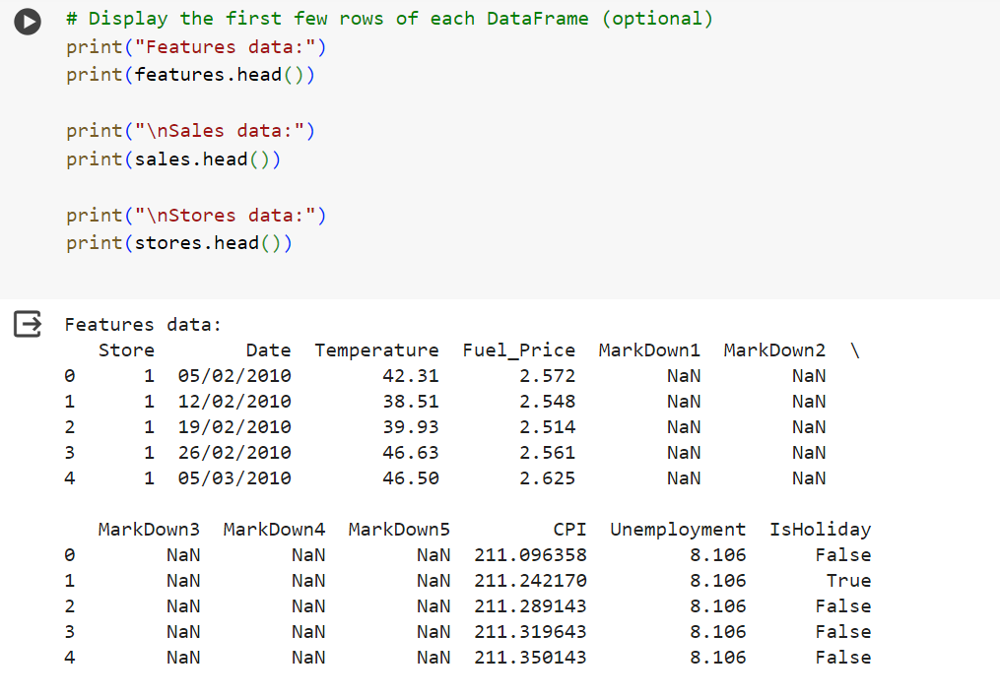 # Display the first few rows of each DataFrame (optional)
print("Features data:")
print(features.head())
print("\nSales data:")
print(sales.head())
print("\nStores data:")
print(stores.head())
Features data:
   Store        Date  Temperature  Fuel_Price  MarkDown1  MarkDown2  \
0      1  05/02/2010        42.31       2.572        NaN        NaN
1      1  12/02/2010        38.51       2.548        NaN        NaN
2      1  19/02/2010        39.93       2.514        NaN        NaN
3      1  26/02/2010        46.63       2.561        NaN        NaN
4      1  05/03/2010        46.50       2.625        NaN        NaN
   MarkDown3  MarkDown4  MarkDown5         CPI  Unemployment  IsHoliday
0        NaN        NaN        NaN  211.096358         8.106      False
1        NaN        NaN        NaN  211.242170         8.106       True
2        NaN        NaN        NaN  211.289143         8.106      False
3        NaN        NaN        NaN  211.319643         8.106      False
4        NaN        NaN        NaN  211.350143         8.106      False